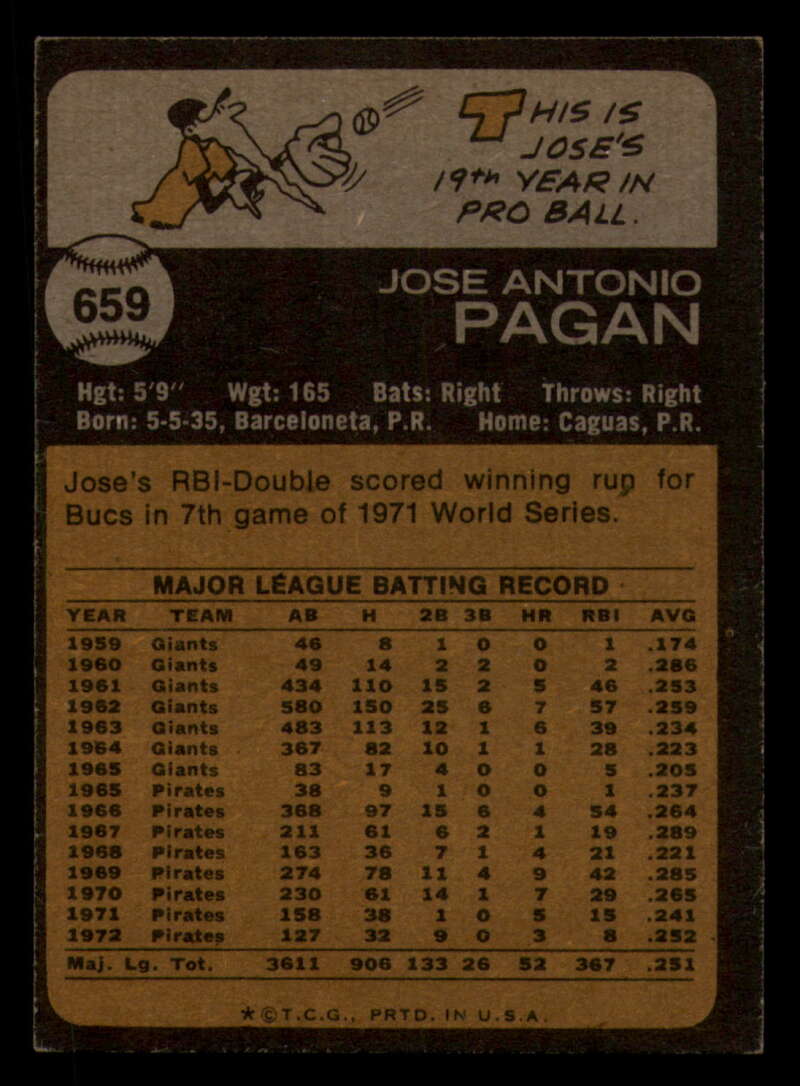 THIS IS
JOSE'S
19th YEAR IN
PRO BALL.
659
JOSE ANTONIO
PAGAN
Hgt: 5'9" Wgt: 165 Bats: Right Throws: Right
Born: 5-5-35, Barceloneta, P.R. Home: Caguas, P.R.
Jose's RBI-Double scored winning run for
Bucs in 7th game of 1971 World Series.
MAJOR LEAGUE BATTING RECORD
YEAR TEAM AB H 2B 3B HR RBI AVG
1959 Giants 46 8 1 0 0 1 .174
1960 Giants 49 14 2 2 0 2 .286
1961 Giants 434 110 15 2 5 46 .253
1962 Giants 580 150 25 6 7 57 .259
1963 Giants 483 113 12 1 6 39 .234
1964 Giants 367 82 10 1 1 28 .223
1965 Giants 83 17 4 0 0 5 .205
1965 Pirates 38 9 1 0 0 1 .237
1966 Pirates 368 97 15 6 4 54 .264
1967 Pirates 211 61 6 2 1 19 .289
1968 Pirates 163 36 7 1 4 21 .221
1969 Pirates 274 78 11 4 9 42 .285
1970 Pirates 230 61 14 1 7 29 .265
1971 Pirates 158 38 1 0 5 15 .241
1972 Pirates 127 32 9 0 3 8 .252
Maj. Lg. Tot. 3611 906 133 26 52 367 .251
*©T.C.G., PRTD. IN U.S.A.